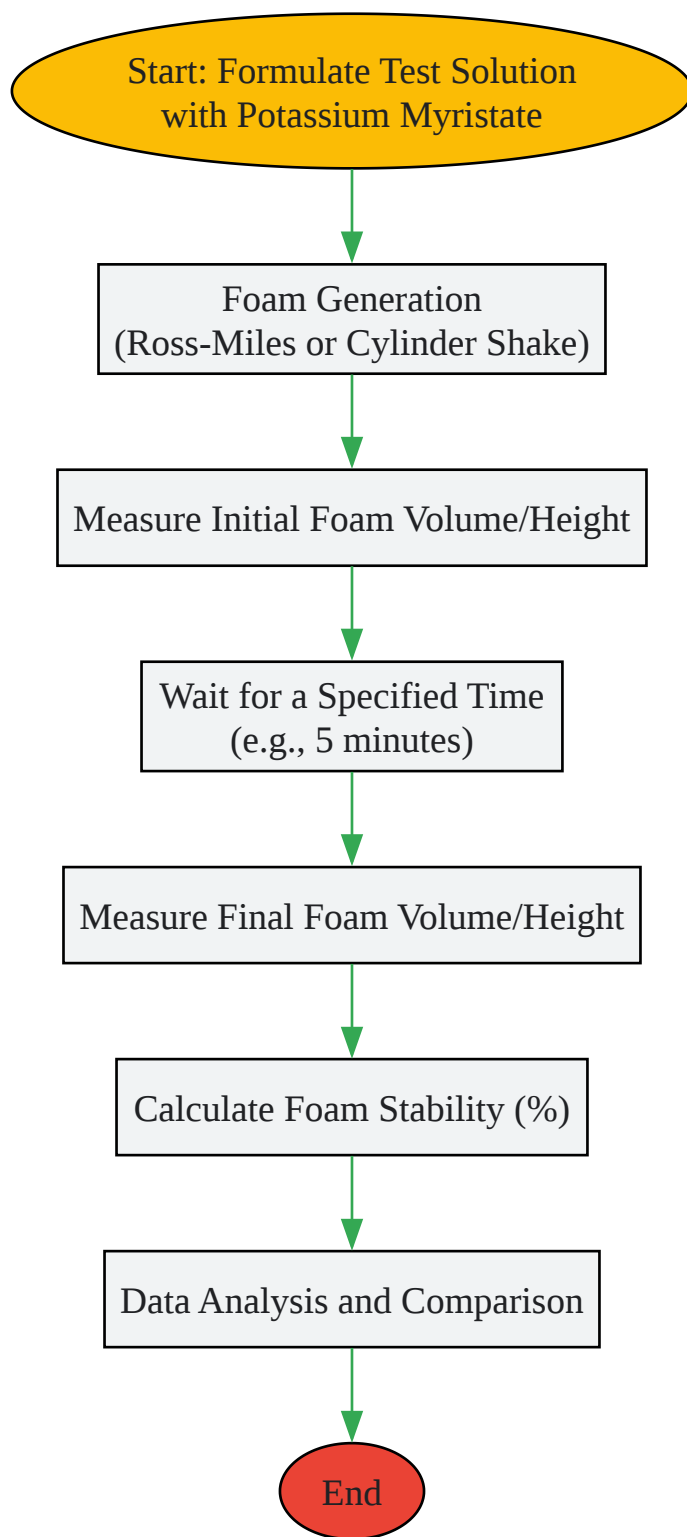 Start: Formulate Test Solution
with Potassium Myristate
Foam Generation
(Ross-Miles or Cylinder Shake)
Measure Initial Foam Volume/Height
Wait for a Specified Time
(e.g., 5 minutes)
Measure Final Foam Volume/Height
Calculate Foam Stability (%)
Data Analysis and Comparison
End